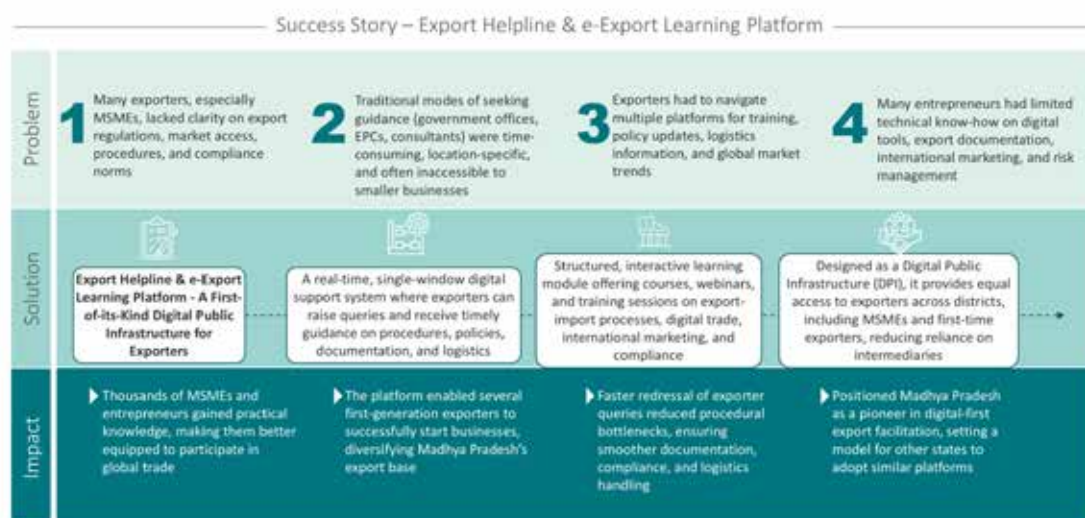 Success Story – Export Helpline & e-Export Learning Platform
Problem
1
Many exporters, especially
MSMEs, lacked clarity on export
regulations, market access,
procedures, and compliance
norms
2
Traditional modes of seeking
guidance (government offices,
EPCs, consultants) were time-
consuming, location-specific,
and often inaccessible to
smaller businesses
3
Exporters had to navigate
multiple platforms for training,
policy updates, logistics
information, and global market
trends
4
Many entrepreneurs had limited
technical know-how on digital
tools, export documentation,
international marketing, and risk
management
Solution
Export Helpline & e-Export
Learning Platform - A First-
of-its-Kind Digital Public
Infrastructure for
Exporters
A real-time, single-window digital
support system where exporters can
raise queries and receive timely
guidance on procedures, policies,
documentation, and logistics
Structured, interactive learning
module offering courses, webinars,
and training sessions on export-
import processes, digital trade,
international marketing, and
compliance
Designed as a Digital Public
Infrastructure (DPI), it provides equal
access to exporters across districts,
including MSMEs and first-time
exporters, reducing reliance on
intermediaries
Impact
Thousands of MSMEs and
entrepreneurs gained practical
knowledge, making them better
equipped to participate in
global trade
The platform enabled several
first-generation exporters to
successfully start businesses,
diversifying Madhya Pradesh's
export base
Faster redressal of exporter
queries reduced procedural
bottlenecks, ensuring
smoother documentation,
compliance, and logistics
handling
Positioned Madhya Pradesh
as a pioneer in digital-first
export facilitation, setting a
model for other states to
adopt similar platforms